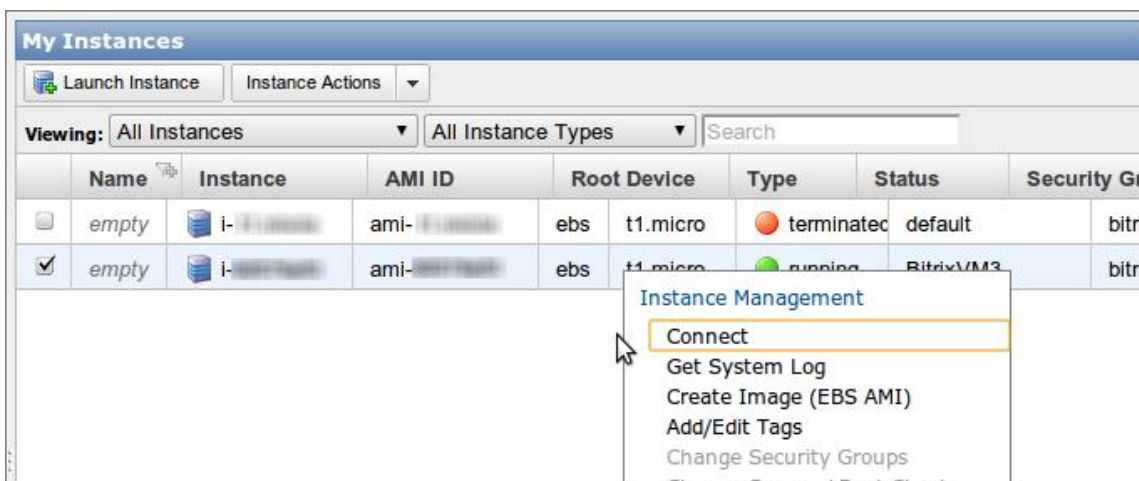 My Instances
Launch Instance Instance Actions
Viewing: All Instances All Instance Types Search
Name Instance AMI ID Root Device Type Status Security Gr
empty i- ami- ebs t1.micro terminated default bitr
empty i- ami- ebs t1.micro running BitrixVM3 bitr
Instance Management
Connect
Get System Log
Create Image (EBS AMI)
Add/Edit Tags
Change Security Groups